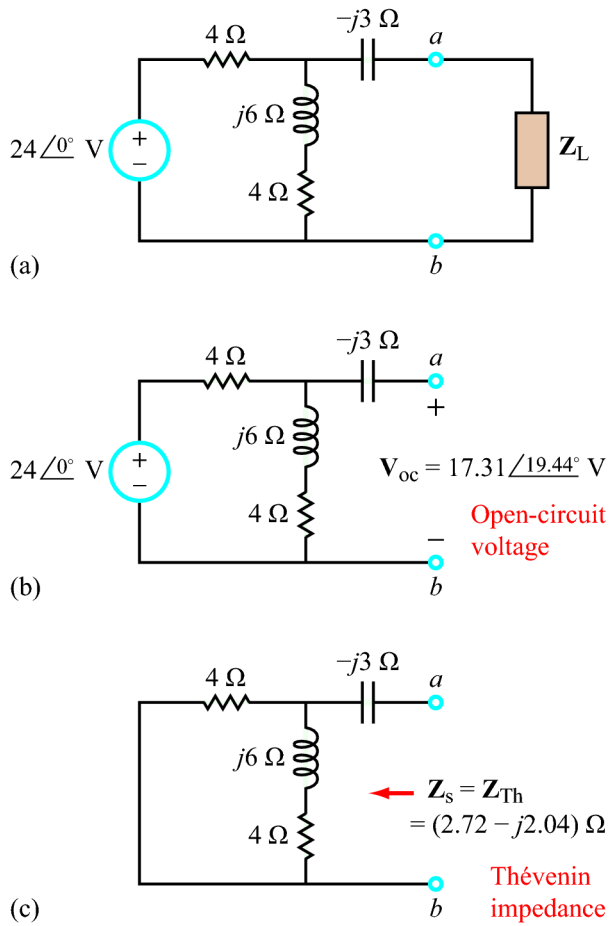 −j3 Ω
a
4 Ω
j6 Ω
24∠0° V
+
−
Z_L
4 Ω
(a)
b
−j3 Ω
a
4 Ω
+
j6 Ω
24∠0° V
+
−
V_oc = 17.31∠19.44° V
4 Ω
Open-circuit
voltage
−
(b)
b
−j3 Ω
a
4 Ω
j6 Ω
Z_s = Z_Th
= (2.72 − j2.04) Ω
4 Ω
Thévenin
impedance
(c)
b